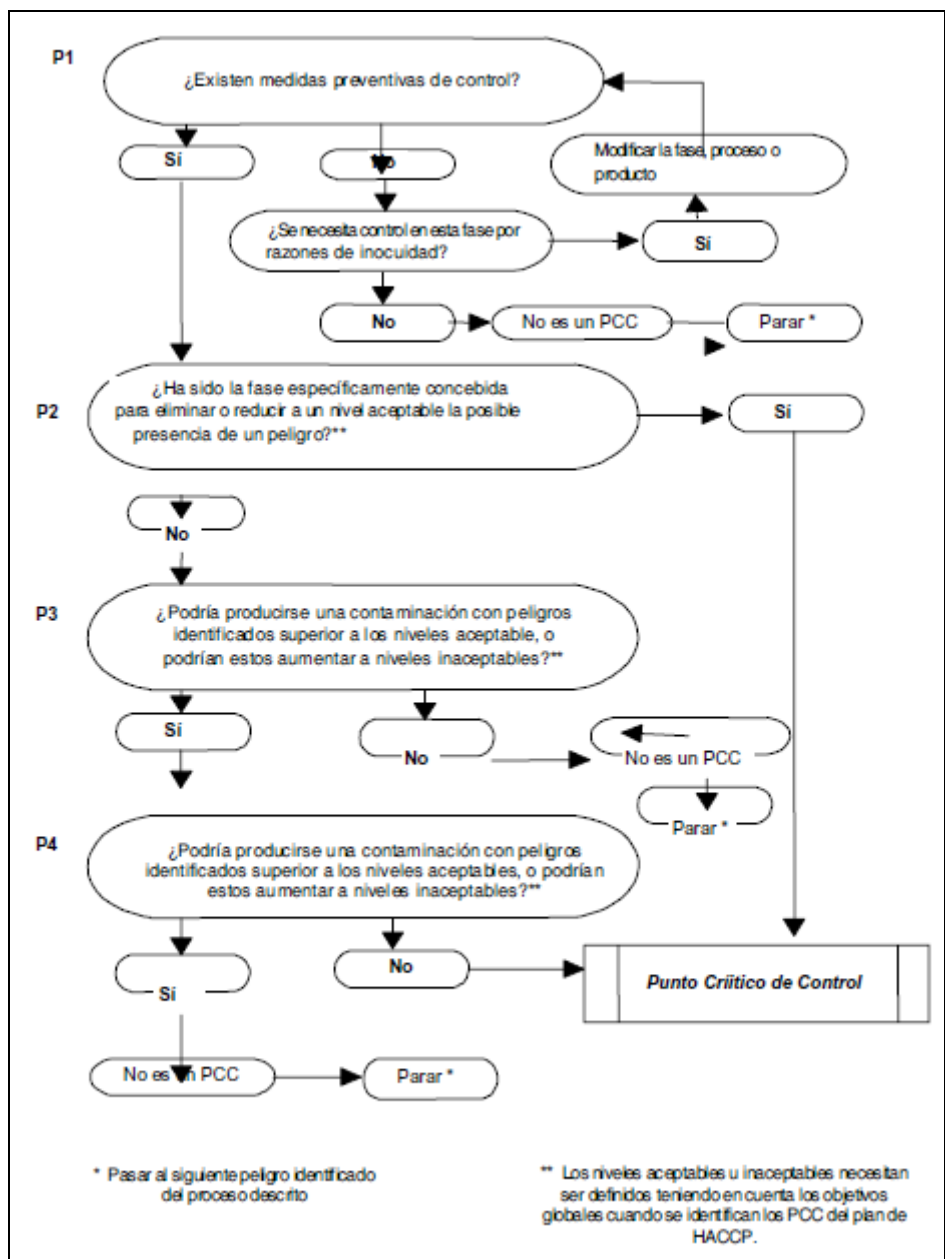 P1
¿Existen medidas preventivas de control?
Sí
No
Modificar la fase, proceso o
producto
¿Se necesita control en esta fase por
razones de inocuidad?
Sí
No
No es un PCC
Parar *
P2
¿Ha sido la fase específicamente concebida
para eliminar o reducir a un nivel aceptable la posible
presencia de un peligro?**
Sí
No
P3
¿Podría producirse una contaminación con peligros
identificados superior a los niveles aceptable, o
podrían estos aumentar a niveles inaceptables?**
Sí
No
No es un PCC
Parar *
P4
¿Podría producirse una contaminación con peligros
identificados superior a los niveles aceptables, o podrían
estos aumentar a niveles inaceptables?**
Sí
No
Punto Criítico de Control
No es un PCC
Parar *
* Pasar al siguiente peligro identificado
del proceso descrito
** Los niveles aceptables u inaceptables necesitan
ser definidos teniendo en cuenta los objetivos
globales cuando se identifican los PCC del plan de
HACCP.